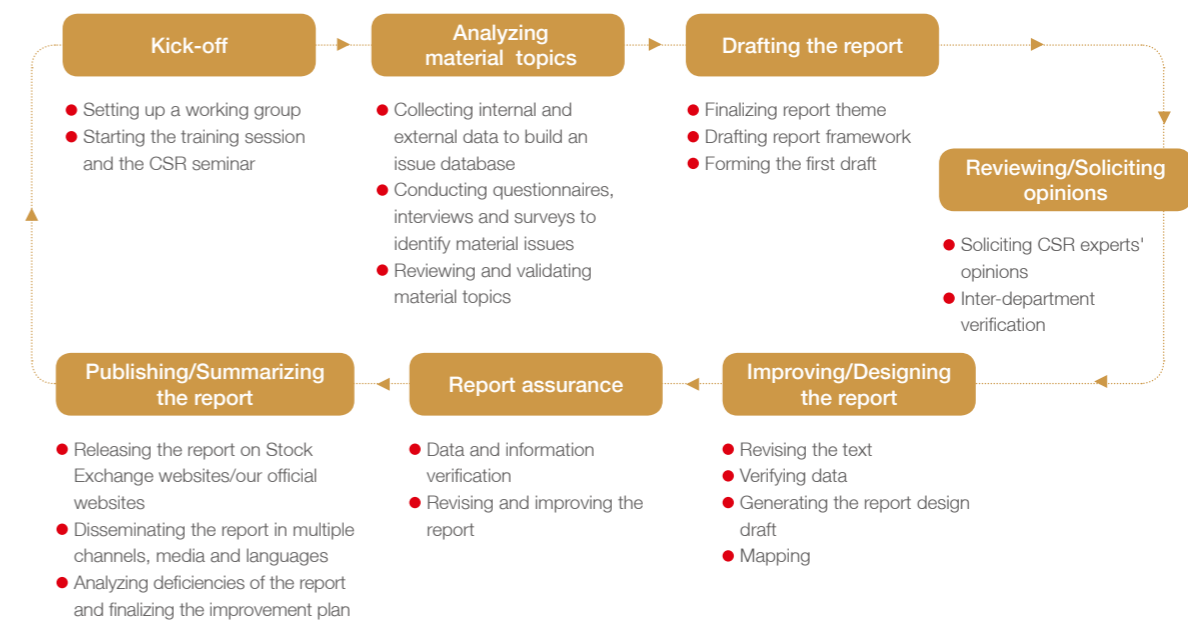 Kick-off
Setting up a working group
Starting the training session
and the CSR seminar
Analyzing
material topics
Collecting internal and
external data to build an
issue database
Conducting questionnaires,
interviews and surveys to
identify material issues
Reviewing and validating
material topics
Drafting the report
Finalizing report theme
Drafting report framework
Forming the first draft
Reviewing/Soliciting
opinions
Soliciting CSR experts'
opinions
Inter-department
verification
Improving/Designing
the report
Revising the text
Verifying data
Generating the report design
draft
Mapping
Report assurance
Data and information
verification
Revising and improving the
report
Publishing/Summarizing
the report
Releasing the report on Stock
Exchange websites/our official
websites
Disseminating the report in multiple
channels, media and languages
Analyzing deficiencies of the report
and finalizing the improvement plan